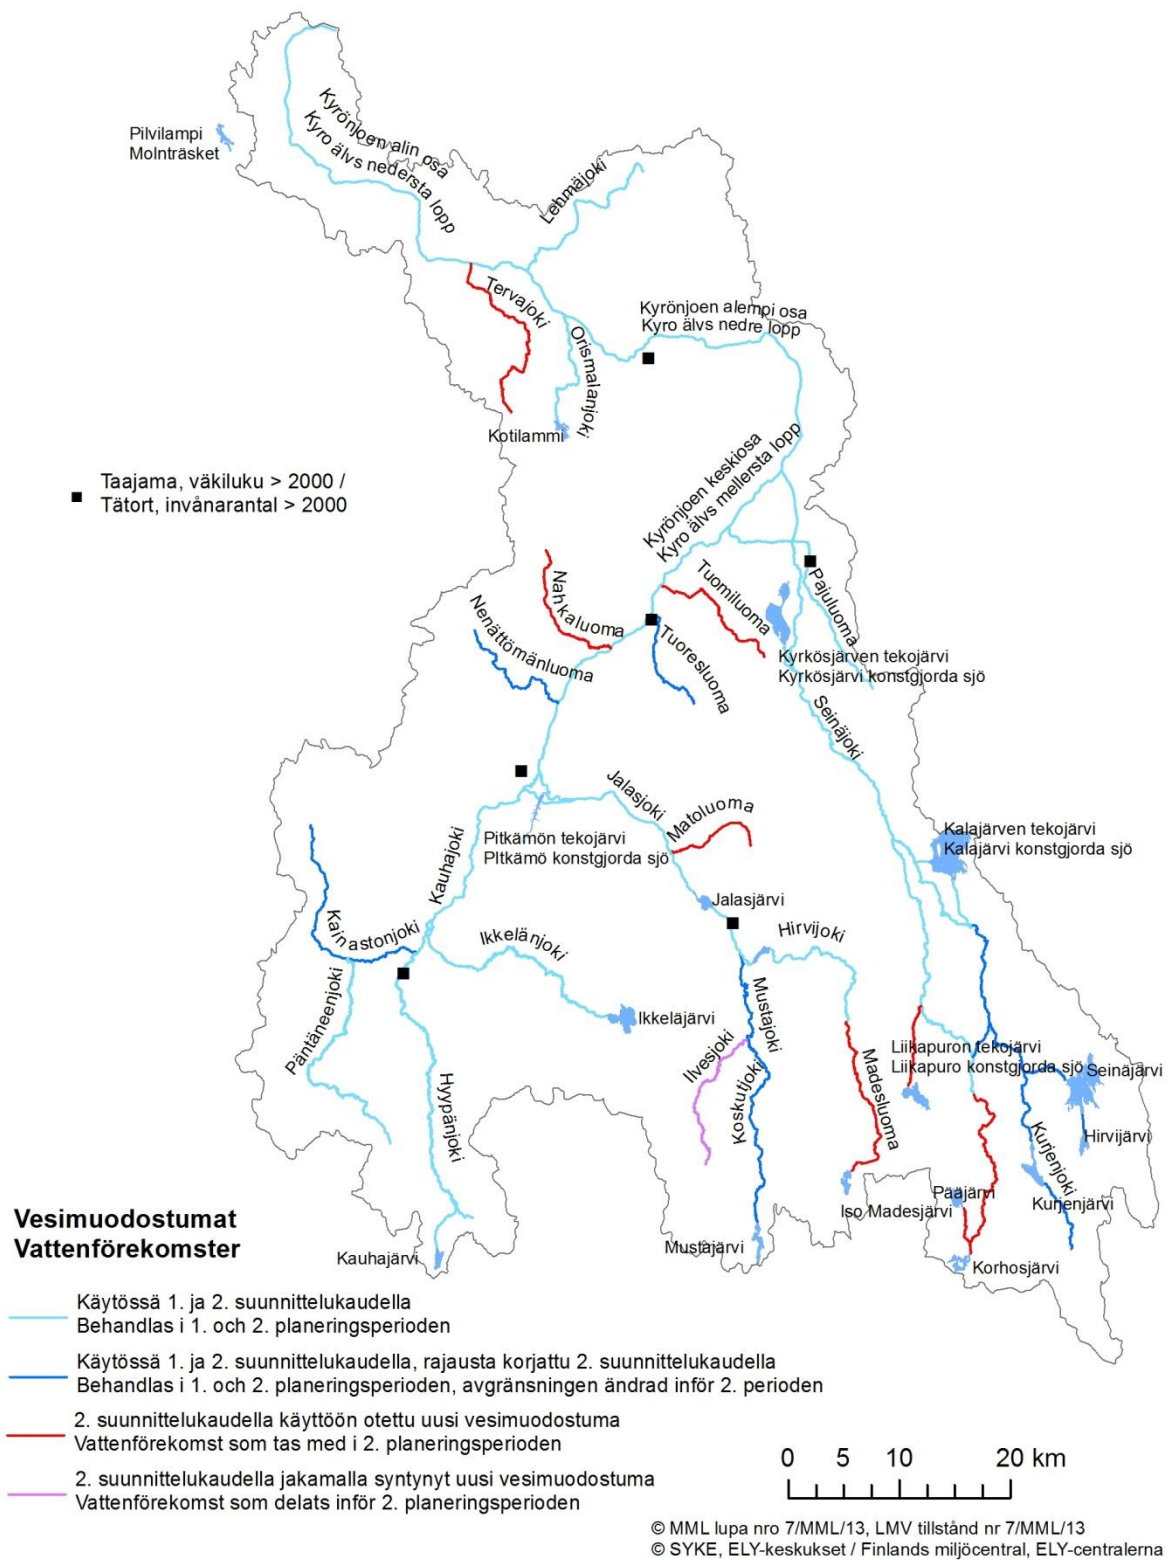 Kyrönjoen alin osa
Kyro älvs nedersta lopp
Pilvilampi
Molnträsket
Lehmäjoki
Tervajoki
Orismalanjoki
Kyrönjoen alempi osa
Kyro älvs nedre lopp
Kotilammi
Kyrönjoen keskiosa
Kyro älvs mellersta lopp
Taajama, väkiluku > 2000 /
Tätort, invånarantal > 2000
Nahkaluoma
Nenättömänluoma
Tuomiluoma
Tuoresluoma
Pajuluoma
Kyrkösjärven tekojärvi
Kyrkösjärvi konstgjorda sjö
Seinäjoki
Jalasjoki
Matoluoma
Pitkämön tekojärvi
PItkämö konstgjorda sjö
Kalajärven tekojärvi
Kalajärvi konstgjorda sjö
Kauhajoki
Jalasjärvi
Kainastonjoki
Ikkelänjoki
Hirvijoki
Päntäneenjoki
Ikkeläjärvi
Mustajoki
Ilvesjoki
Koskutjoki
Madesluoma
Liikapuron tekojärvi
Liikapuro konstgjorda sjö
Seinäjärvi
Hyypänjoki
Kurjenjoki
Hirvijärvi
Pääjärvi
Iso Madesjärvi
Kurjenjärvi
Kauhajärvi
Mustajärvi
Korhosjärvi
Vesimuodostumat
Vattenförekomster
Käytössä 1. ja 2. suunnittelukaudella
Behandlas i 1. och 2. planeringsperioden
Käytössä 1. ja 2. suunnittelukaudella, rajausta korjattu 2. suunnittelukaudella
Behandlas i 1. och 2. planeringsperioden, avgränsningen ändrad inför 2. perioden
2. suunnittelukaudella käyttöön otettu uusi vesimuodostuma
Vattenförekomst som tas med i 2. planeringsperioden
2. suunnittelukaudella jakamalla syntynyt uusi vesimuodostuma
Vattenförekomst som delats inför 2. planeringsperioden
0 5 10 20 km
© MML lupa nro 7/MML/13, LMV tillstånd nr 7/MML/13
© SYKE, ELY-keskukset / Finlands miljöcentral, ELY-centralerna